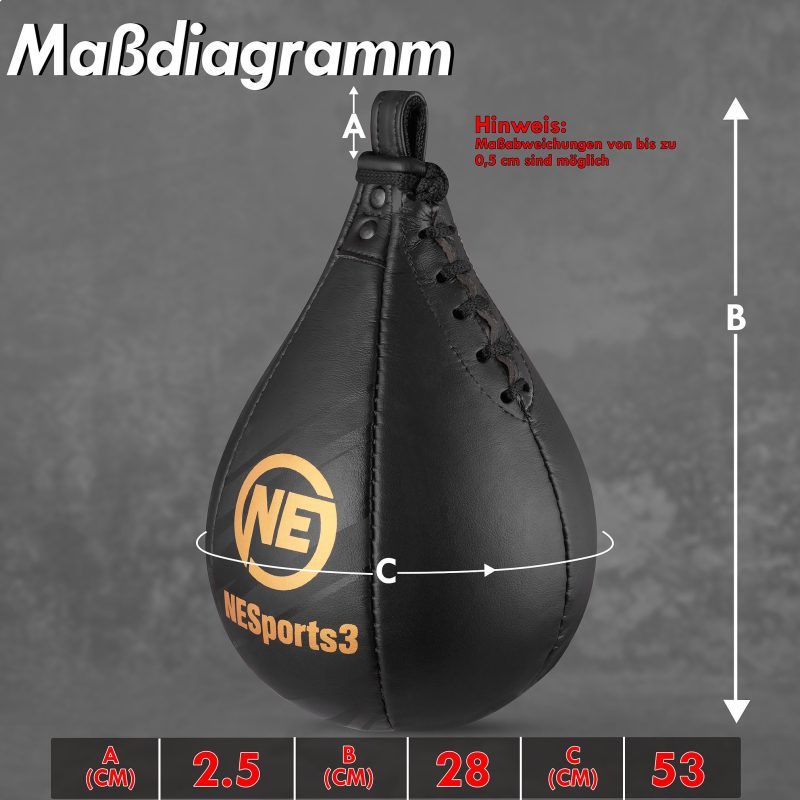 Maßdiagramm
A
Hinweis:
Maßabweichungen von bis zu
0,5 cm sind möglich
B
NE
C
NESports3
A
(CM)
2.5
B
(CM)
28
C
(CM)
53